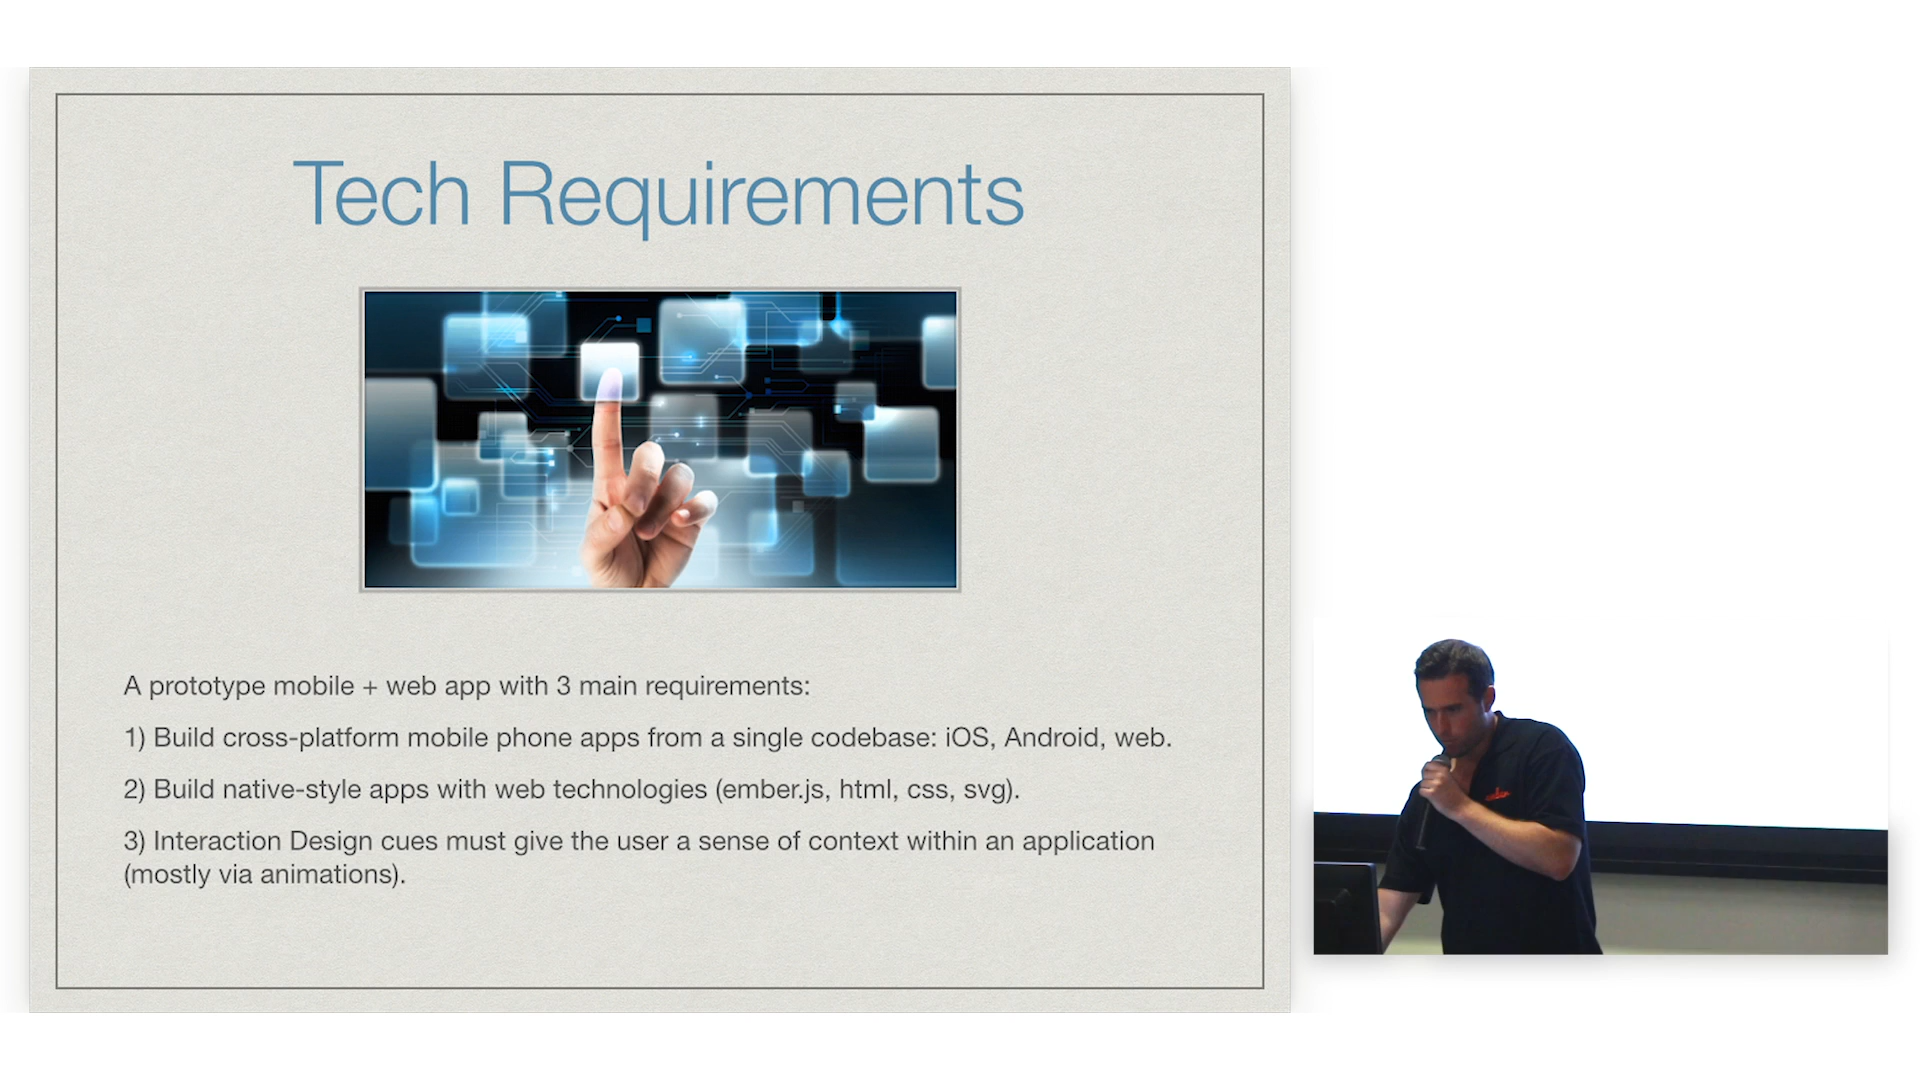 Tech Requirements
A prototype mobile + web app with 3 main requirements:
1) Build cross-platform mobile phone apps from a single codebase: iOS, Android, web.
2) Build native-style apps with web technologies (ember.js, html, css, svg).
3) Interaction Design cues must give the user a sense of context within an application
(mostly via animations).
ember